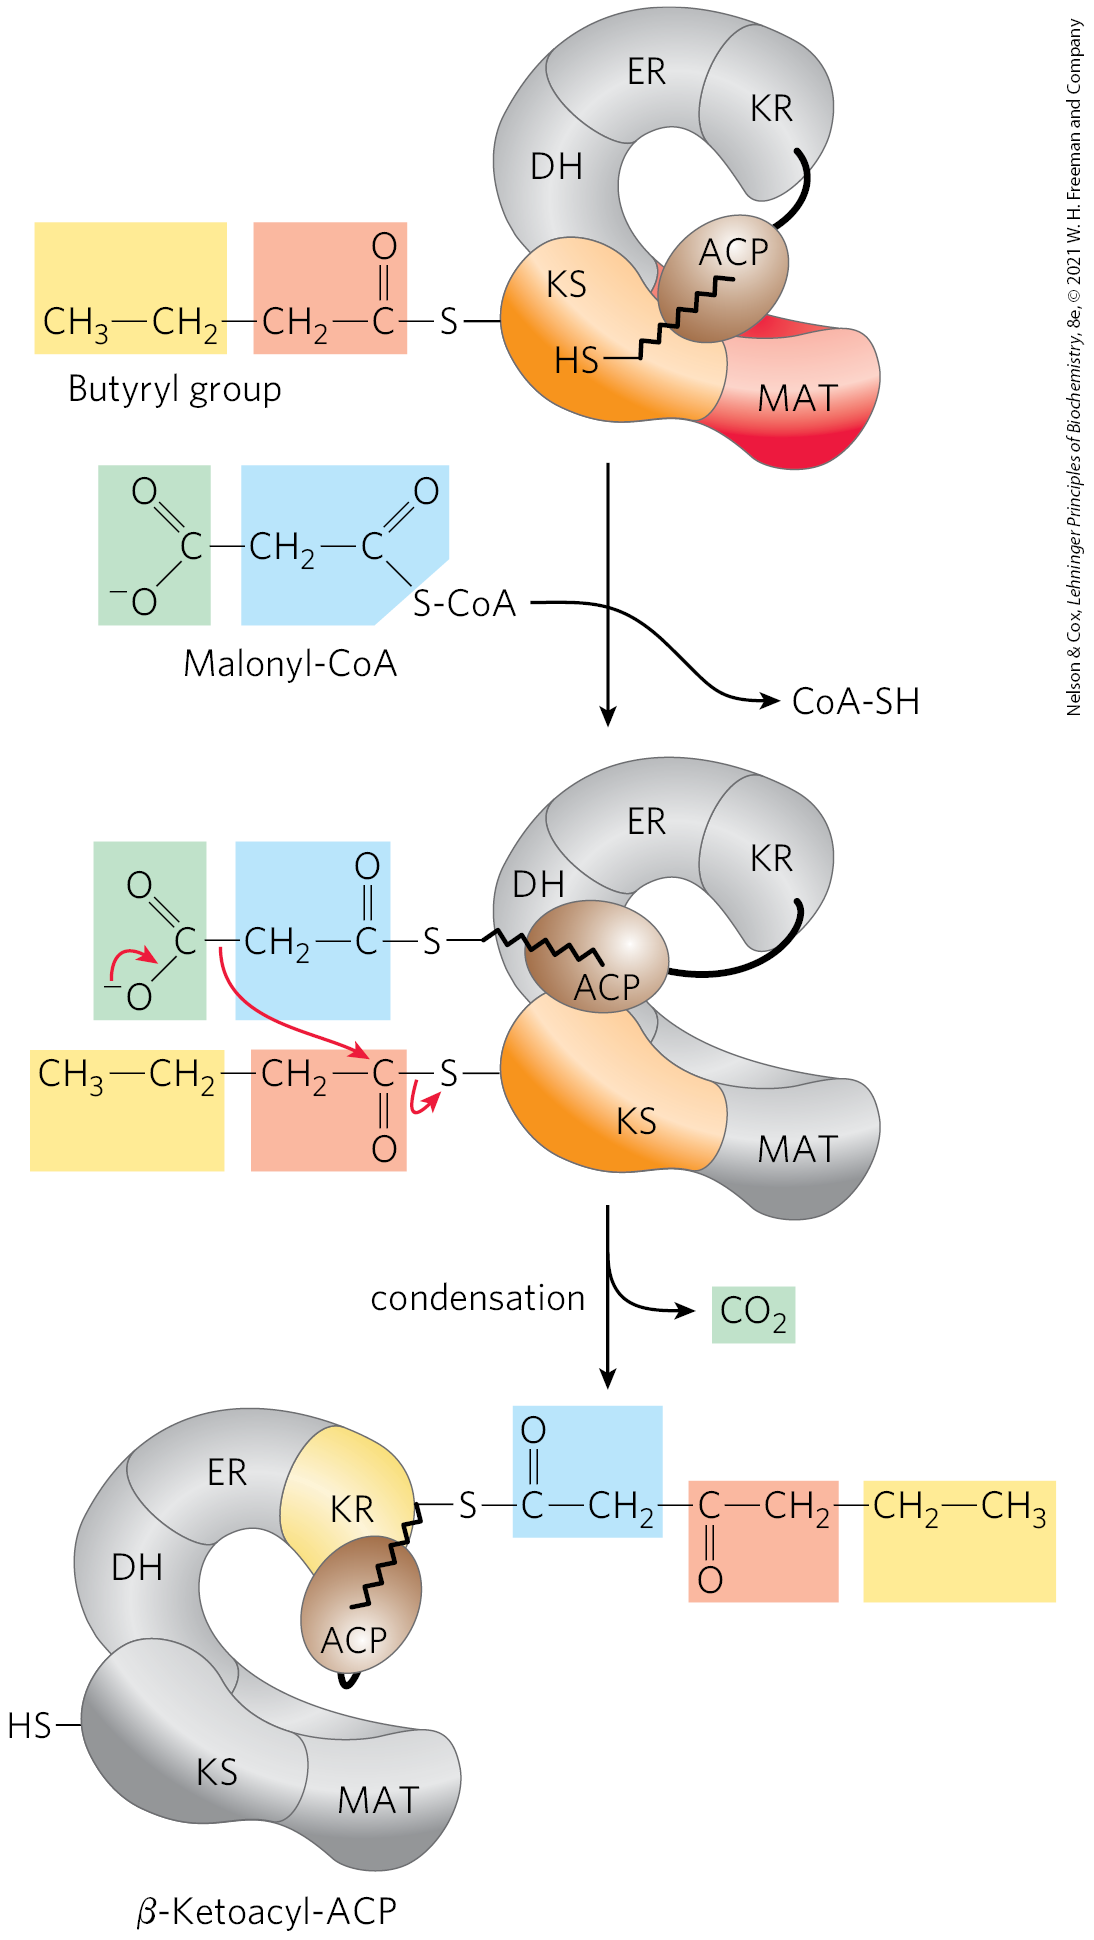 ER
KR
DH
ACP
KS
HS
MAT
O
CH₃—CH₂—CH₂—C—S
Butyryl group
O O
C—CH₂—C
⁻O S-CoA
Malonyl-CoA
CoA-SH
ER
KR
DH
O O
C—CH₂—C—S
⁻O
ACP
CH₃—CH₂—CH₂—C—S
O
KS
MAT
condensation
CO₂
O
ER
KR
S—C—CH₂—C—CH₂—CH₂—CH₃
O
DH
ACP
HS
KS
MAT
β-Ketoacyl-ACP
Nelson & Cox, Lehninger Principles of Biochemistry, 8e, © 2021 W. H. Freeman and Company